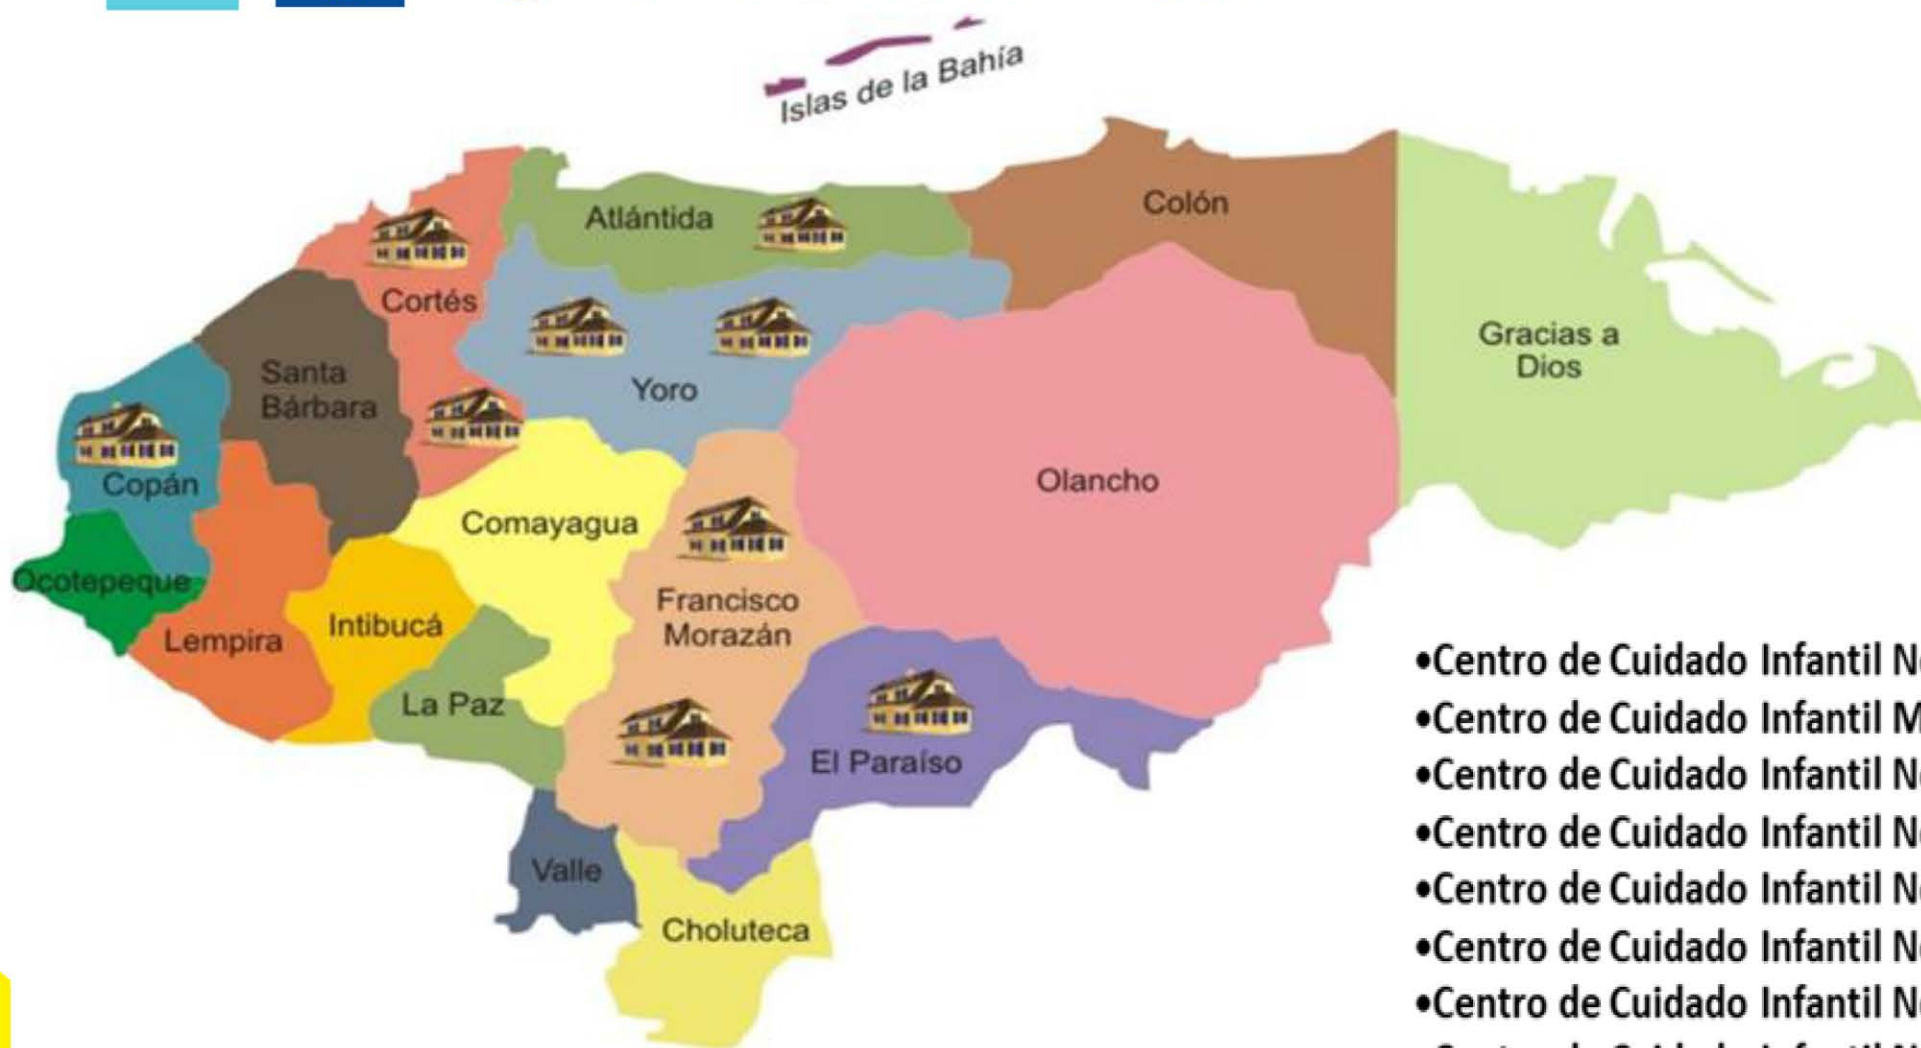 Islas de la Bahía
Atlántida
Colón
Cortés
Gracias a
Dios
Santa
Bárbara
Yoro
Copán
Olancho
Comayagua
Ocotepeque
Francisco
Morazán
Intibucá
Lempira
La Paz
El Paraíso
Valle
Choluteca
•Centro de Cuidado Infantil
•Centro de Cuidado Infantil
•Centro de Cuidado Infantil
•Centro de Cuidado Infantil
•Centro de Cuidado Infantil
•Centro de Cuidado Infantil
•Centro de Cuidado Infantil